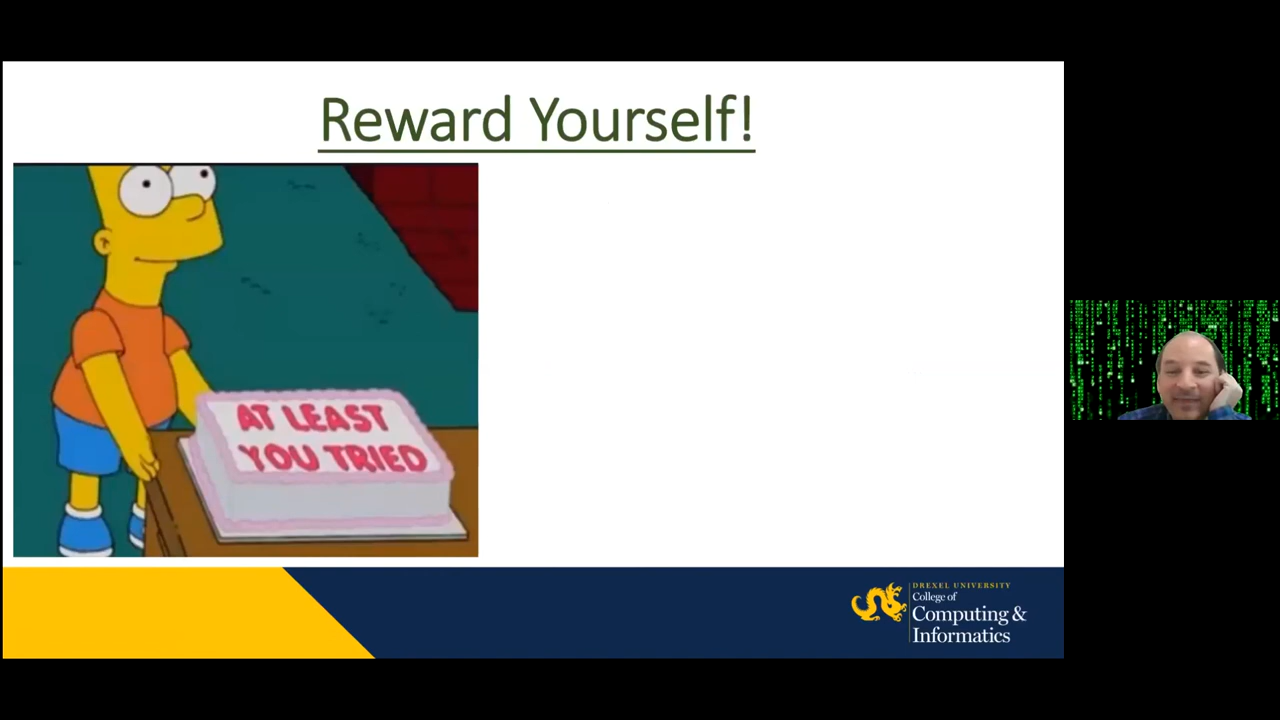 Reward Yourself!
AT LEAST
YOU TRIED
DREXEL UNIVERSITY
College of
Computing &
Informatics